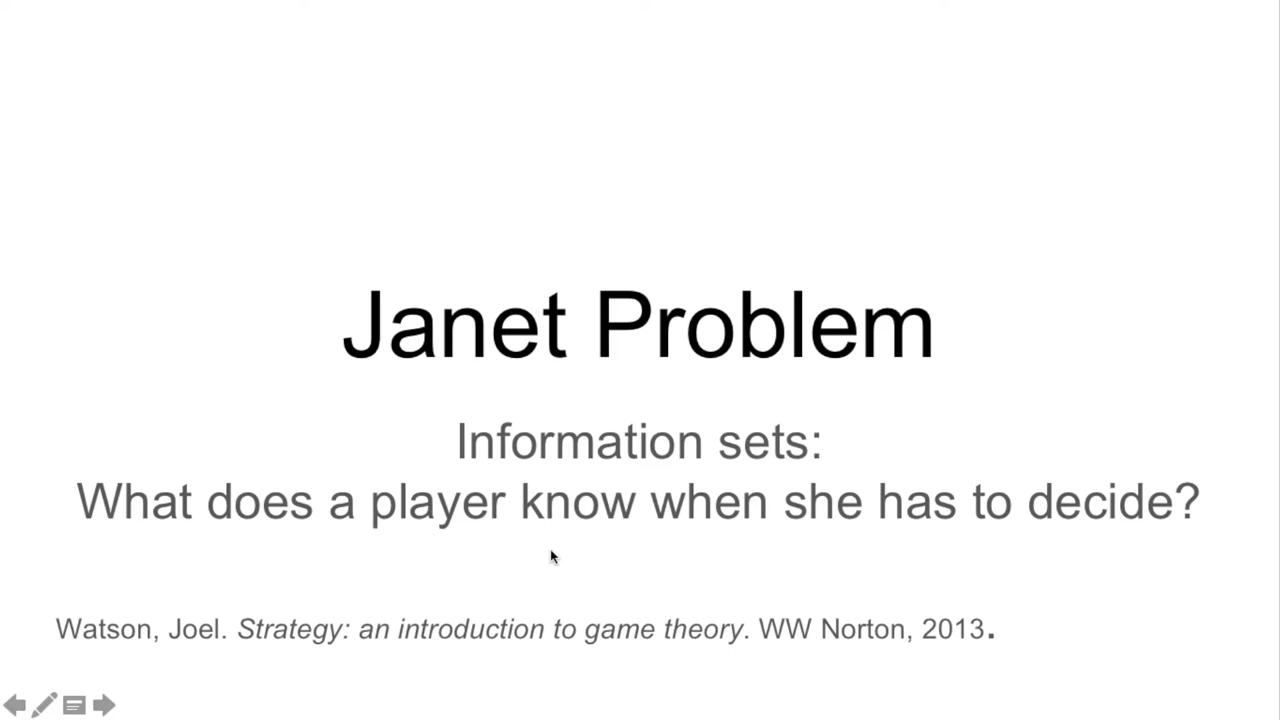 Janet Problem
Information sets:
What does a player know when she has to decide?
Watson, Joel. Strategy: an introduction to game theory. WW Norton, 2013.